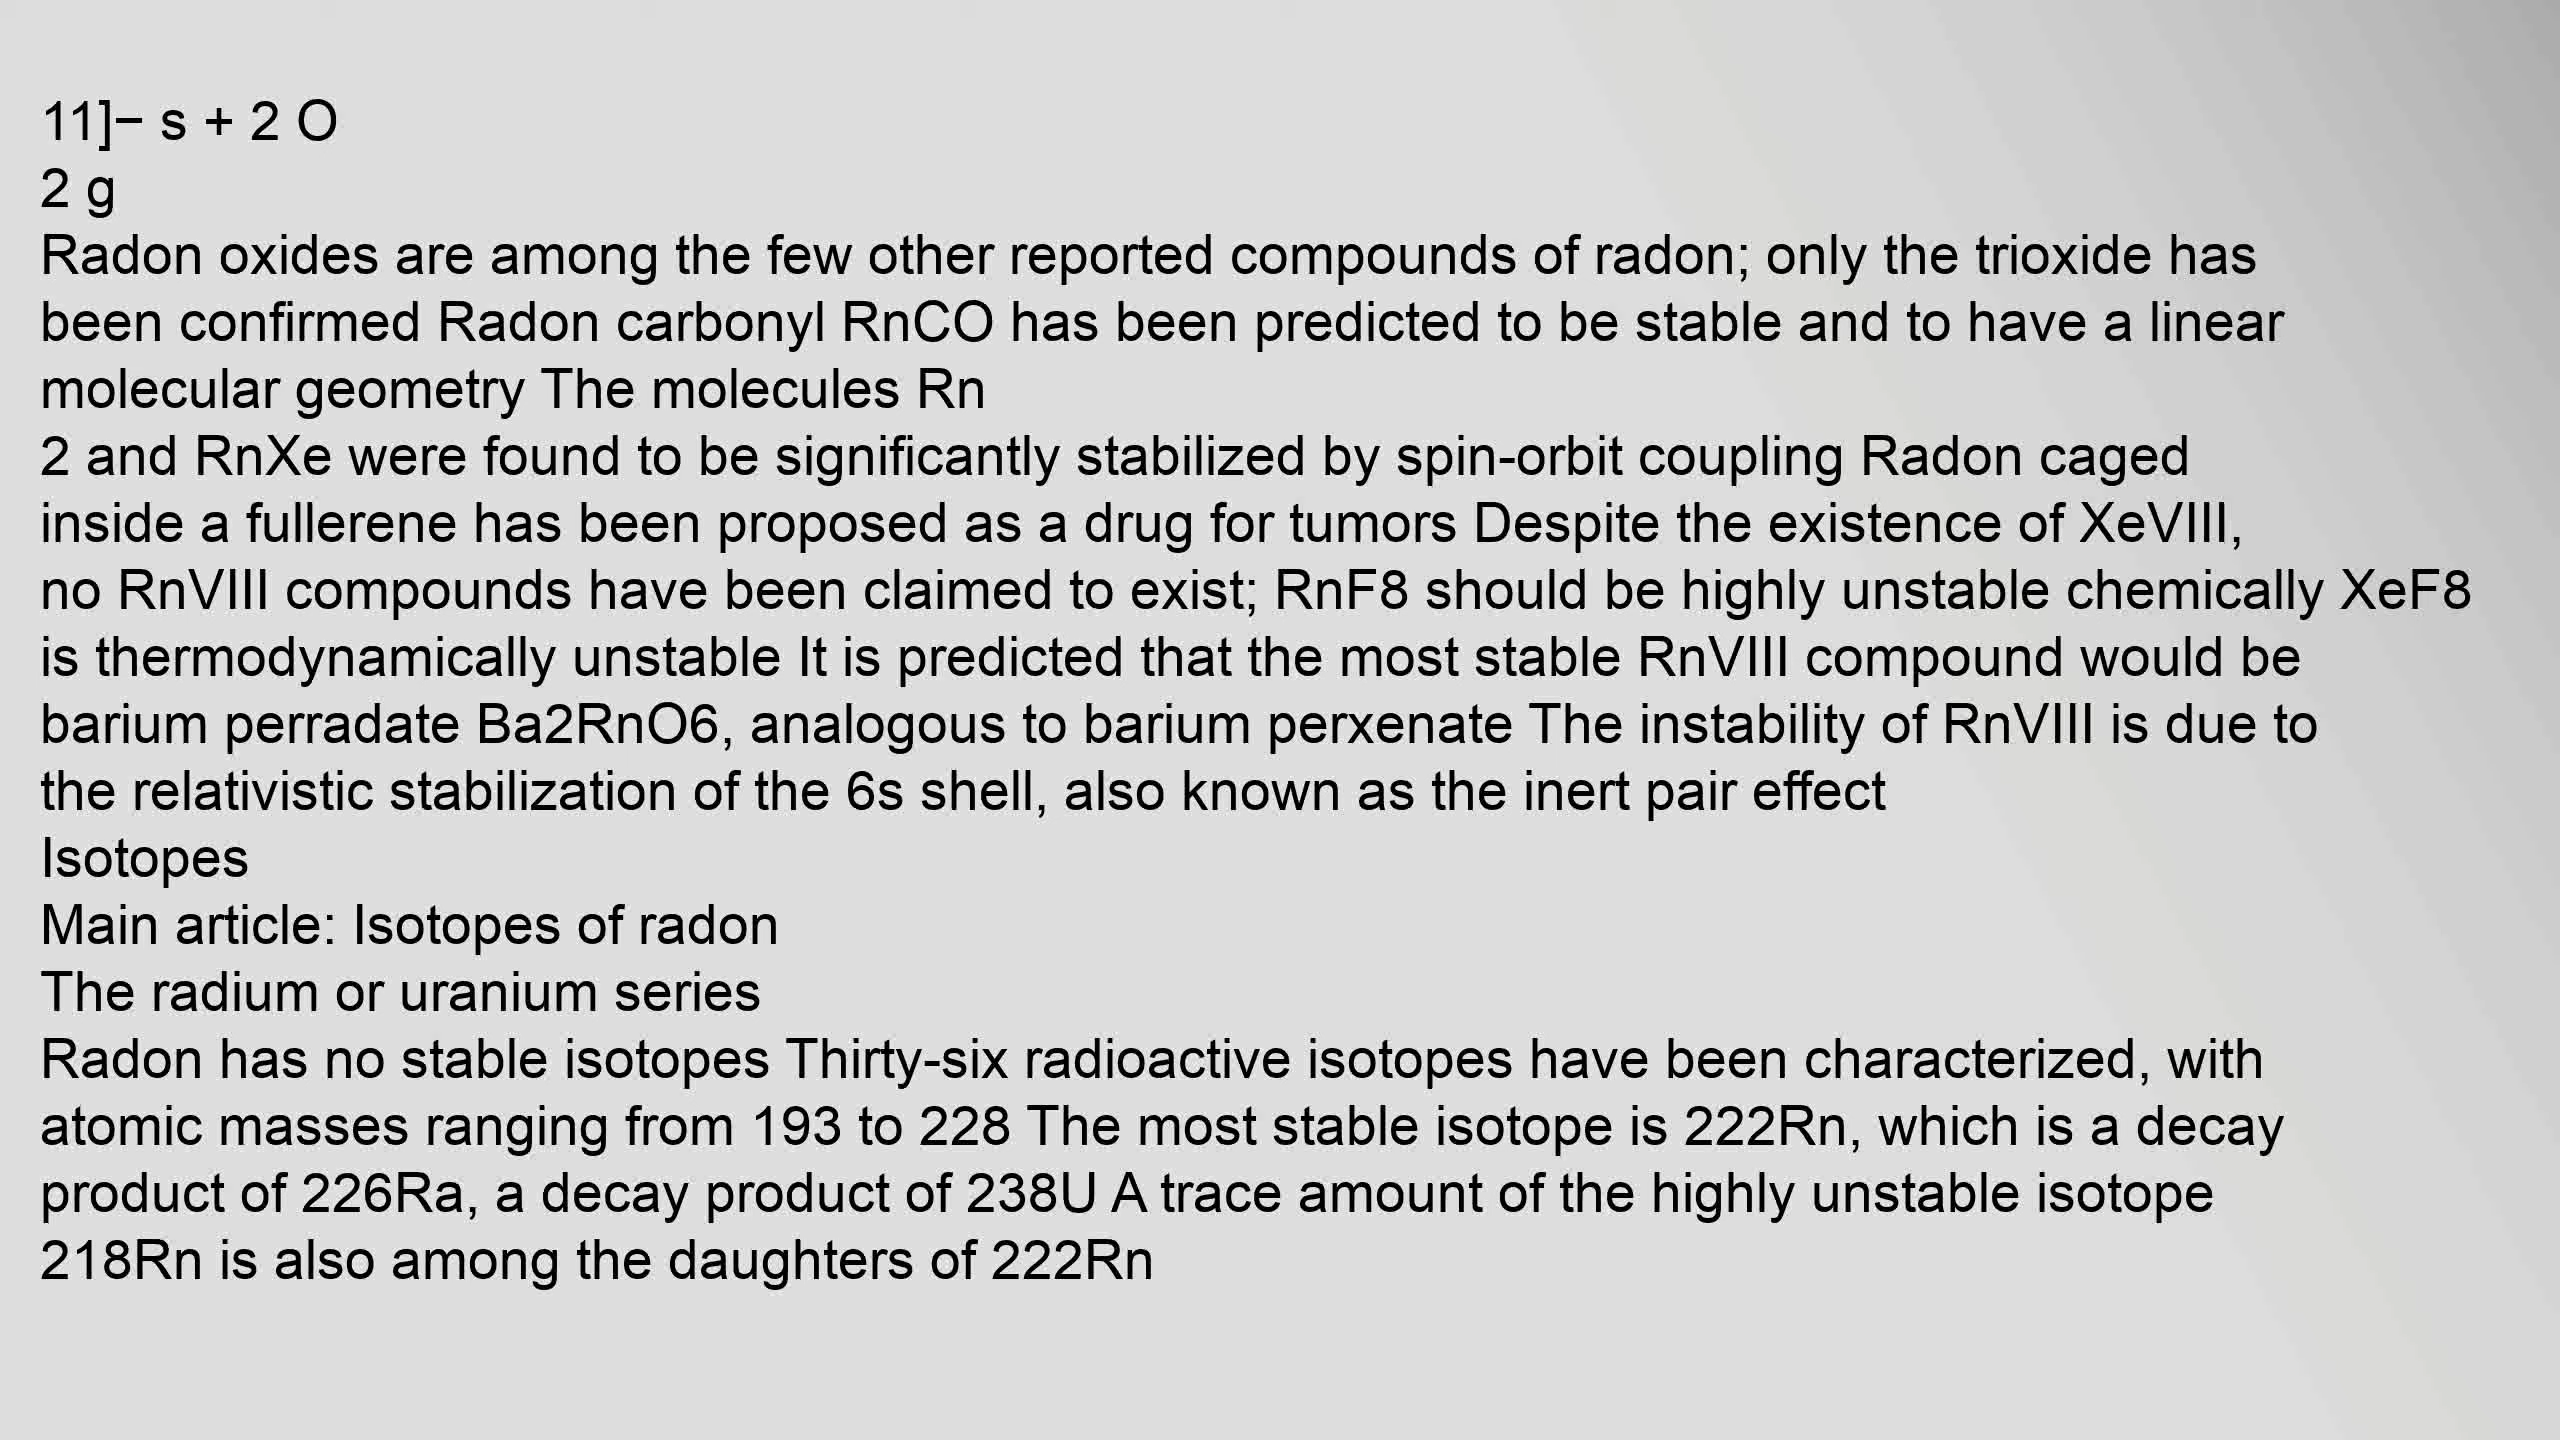 11]− s + 2 O
2 g
Radon oxides are among the few other reported compounds of radon; only the trioxide has
been confirmed Radon carbonyl RnCO has been predicted to be stable and to have a linear
molecular geometry The molecules Rn
2 and RnXe were found to be significantly stabilized by spin-orbit coupling Radon caged
inside a fullerene has been proposed as a drug for tumors Despite the existence of XeVIII,
no RnVIII compounds have been claimed to exist; RnF8 should be highly unstable chemically XeF8
is thermodynamically unstable It is predicted that the most stable RnVIII compound would be
barium perradate Ba2RnO6, analogous to barium perxenate The instability of RnVIII is due to
the relativistic stabilization of the 6s shell, also known as the inert pair effect
Isotopes
Main article: Isotopes of radon
The radium or uranium series
Radon has no stable isotopes Thirty-six radioactive isotopes have been characterized, with
atomic masses ranging from 193 to 228 The most stable isotope is 222Rn, which is a decay
product of 226Ra, a decay product of 238U A trace amount of the highly unstable isotope
218Rn is also among the daughters of 222Rn